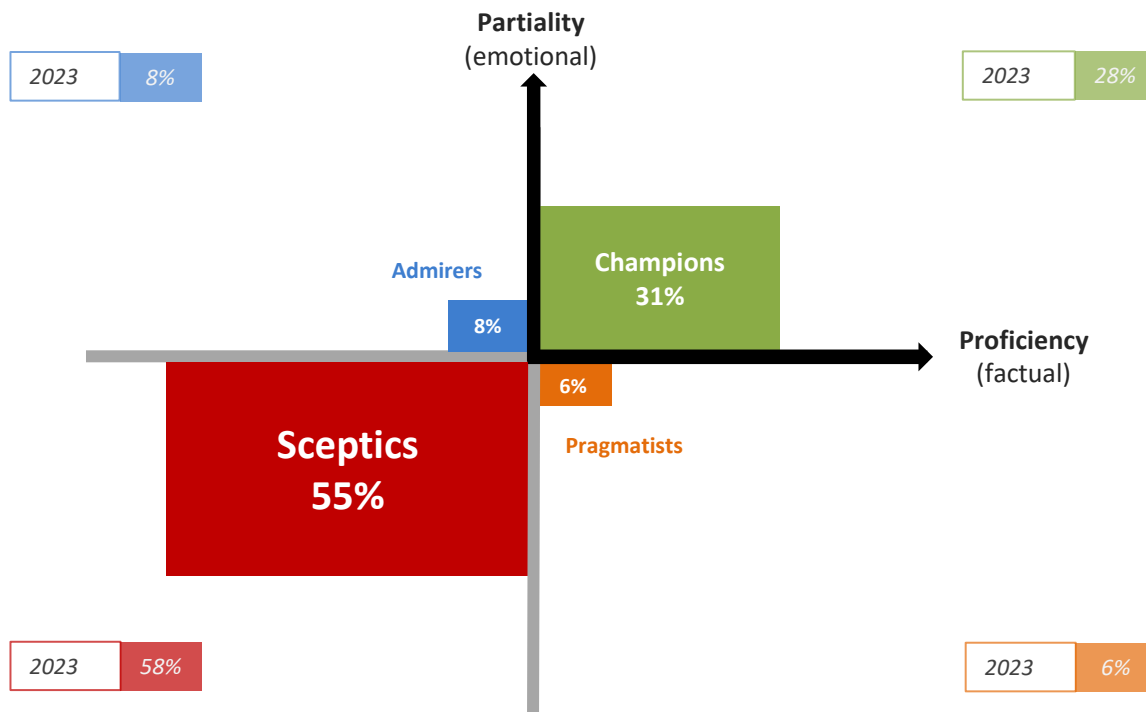 Partiality
(emotional)
2023 8%
2023 28%
Champions
31%
Admirers
8%
Proficiency
(factual)
6%
Sceptics
55%
Pragmatists
2023 58%
2023 6%